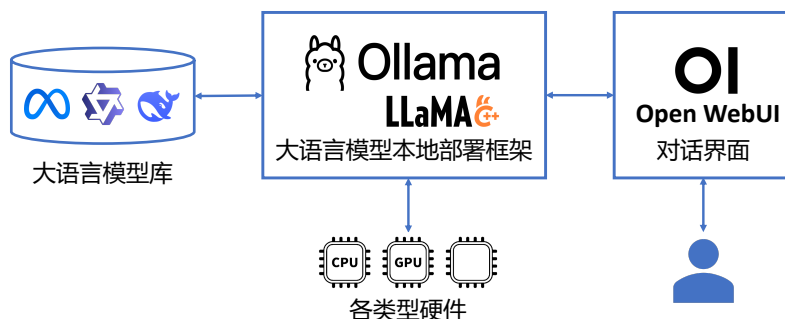 大语言模型库
Ollama
LLaMA C++
大语言模型本地部署框架
CPU
GPU
各类型硬件
OI
Open WebUI
对话界面